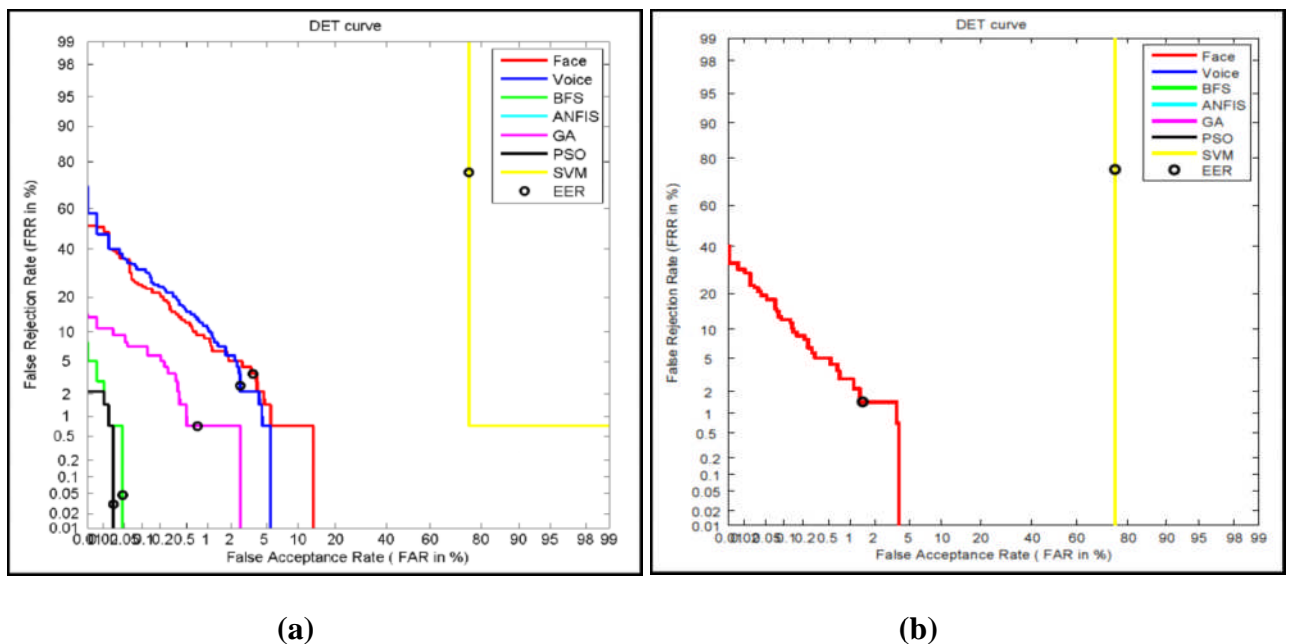 DET curve
99
98
95
90
80
60
40
20
10
5
2
1
0.5
0.2
0.1
0.05
0.02
0.01
False Rejection Rate (FRR in %)
Face
Voice
BFS
ANFIS
GA
PSO
SVM
EER
0.5 1 2 5 10 20 40 60 80 90 95 98 99
False Acceptance Rate ( FAR in %)
DET curve
99
98
95
90
80
60
40
20
10
5
2
1
0.5
0.2
0.1
0.05
0.02
0.01
False Rejection Rate (FRR in %)
Face
Voice
BFS
ANFIS
GA
PSO
SVM
EER
0.5 1 2 5 10 20 40 60 80 90 95 98 99
False Acceptance Rate ( FAR in %)
(a) (b)